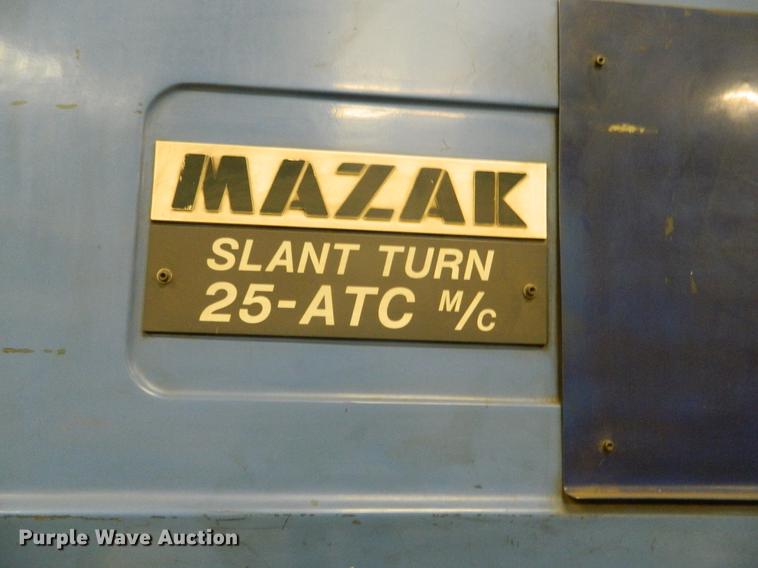 MAZAK
SLANT TURN
25-ATC M/C
Purple Wave Auction